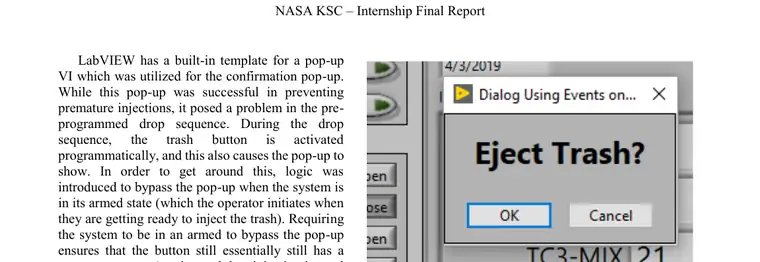 NASA KSC – Internship Final Report
LabVIEW has a built-in template for a pop-up
VI which was utilized for the confirmation pop-up.
While this pop-up was successful in preventing
premature injections, it posed a problem in the pre-
programmed drop sequence. During the drop
sequence, the trash button is activated
programmatically, and this also causes the pop-up to
show. In order to get around this, logic was
introduced to bypass the pop-up when the system is
in its armed state (which the operator initiates when
they are getting ready to inject the trash). Requiring
the system to be in an armed to bypass the pop-up
ensures that the button still essentially still has a
4/3/2019
Dialog Using Events on...
Eject Trash?
OK Cancel
pen
ose
pen
TC3-MIX 21